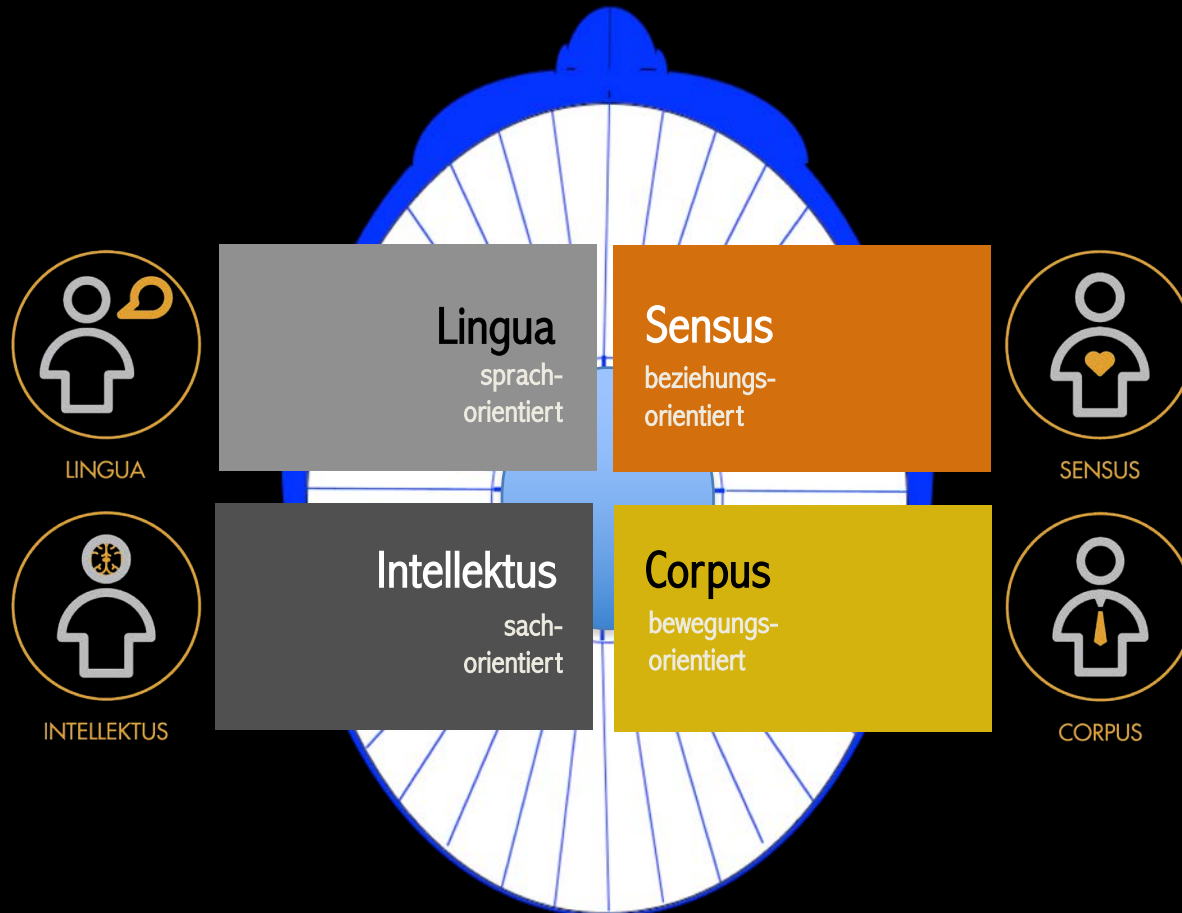 Lingua
sprach-
orientiert
Sensus
beziehungs-
orientiert
LINGUA
SENSUS
Intellektus
sach-
orientiert
Corpus
bewegungs-
orientiert
INTELLEKTUS
CORPUS